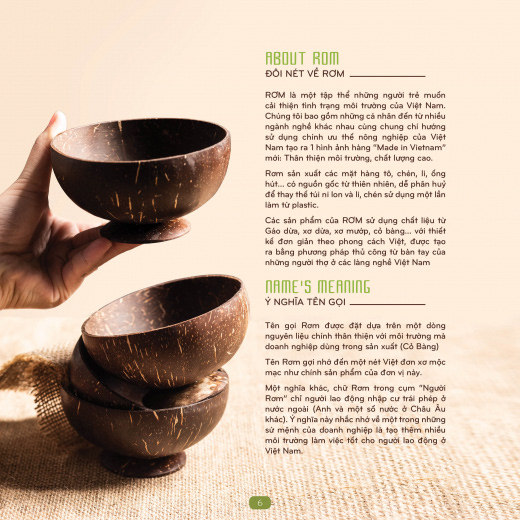 ABOUT ROM
ĐÔI NÉT VỀ RƠM
RƠM là một tập thể những người trẻ muốn
cải thiện tình trạng môi trường của Việt Nam.
Chúng tôi bao gồm những cá nhân đến từ nhiều
ngành nghề khác nhau cùng chung chí hướng
sử dụng chính ưu thế nông nghiệp của Việt
Nam tạo ra 1 hình ảnh hàng "Made in Vietnam"
mới: Thân thiện môi trường, chất lượng cao.
Rơm sản xuất các mặt hàng tô, chén, li, ống
hút... có nguồn gốc từ thiên nhiên, dễ phân huỷ
để thay thế túi ni lon và li, chén sử dụng một lần
làm từ plastic.
Các sản phẩm của RƠM sử dụng chất liệu từ
Gáo dừa, xơ dừa, xơ mướp, cỏ bàng... với thiết
kế đơn giản theo phong cách Việt, được tạo
ra bằng phương pháp thủ công từ bàn tay của
những người thợ ở các làng nghề Việt Nam
NAME'S MEANING
Ý NGHĨA TÊN GỌI
Tên gọi Rơm được đặt dựa trên một dòng
nguyên liệu chính thân thiện với môi trường mà
doanh nghiệp dùng trong sản xuất (Cỏ Bàng)
Tên Rơm gợi nhớ đến một nét Việt đơn xơ mộc
mạc như chính sản phẩm của đơn vị này.
Một nghĩa khác, chữ Rơm trong cụm "Người
Rơm" chỉ người lao động nhập cư trái phép ở
nước ngoài (Anh và một số nước ở Châu Âu
khác). Ý nghĩa này nhắc nhớ về một trong những
sứ mệnh của doanh nghiệp là tạo thêm nhiều
môi trường làm việc tốt cho người lao động ở
Việt Nam.
6